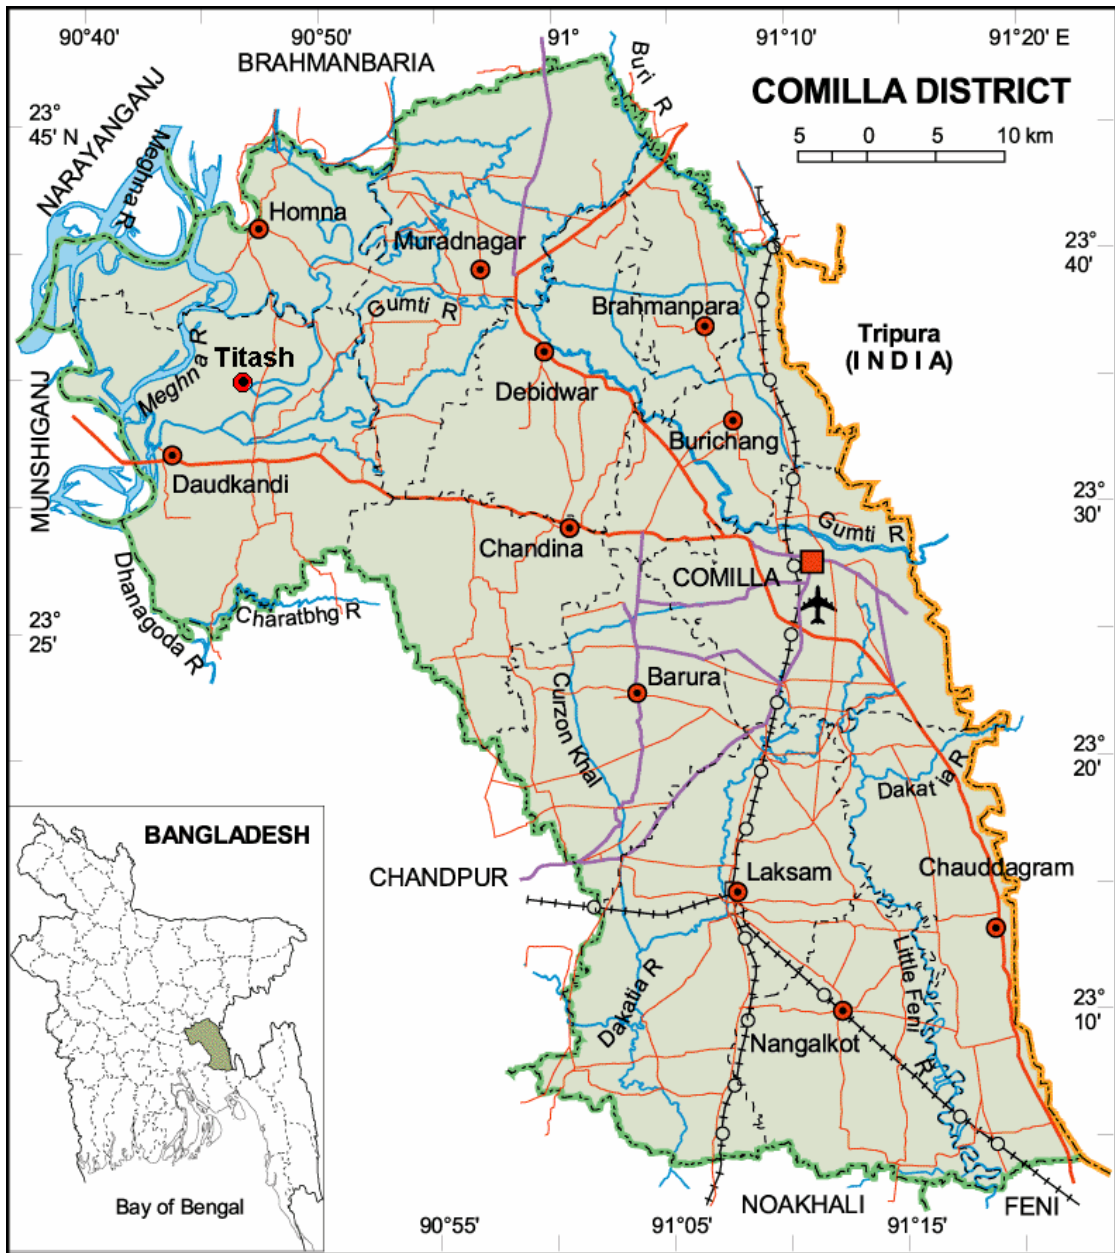 90°40'
90°50'
91°
91°10'
91°20' E
BRAHMANBARIA
Buri R
COMILLA DISTRICT
5 0 5 10 km
23°
45' N
NARAYANGANJ
Meghna R
Homna
Muradnagar
23°
40'
Gumti R
Brahmanpara
Tripura
(INDIA)
Meghna R
Titash
Debidwar
MUNSHIGANJ
Burichang
Daudkandi
23°
30'
Gumti R
Chandina
COMILLA
Dhanagoda R
Charatbhg R
23°
25'
Curzon Khal
Barura
23°
20'
Dakatia R
BANGLADESH
CHANDPUR
Laksam
Chauddagram
Little Feni R
Dakatia R
23°
10'
Nangalkot
Bay of Bengal
NOAKHALI
FENI
90°55'
91°05'
91°15'